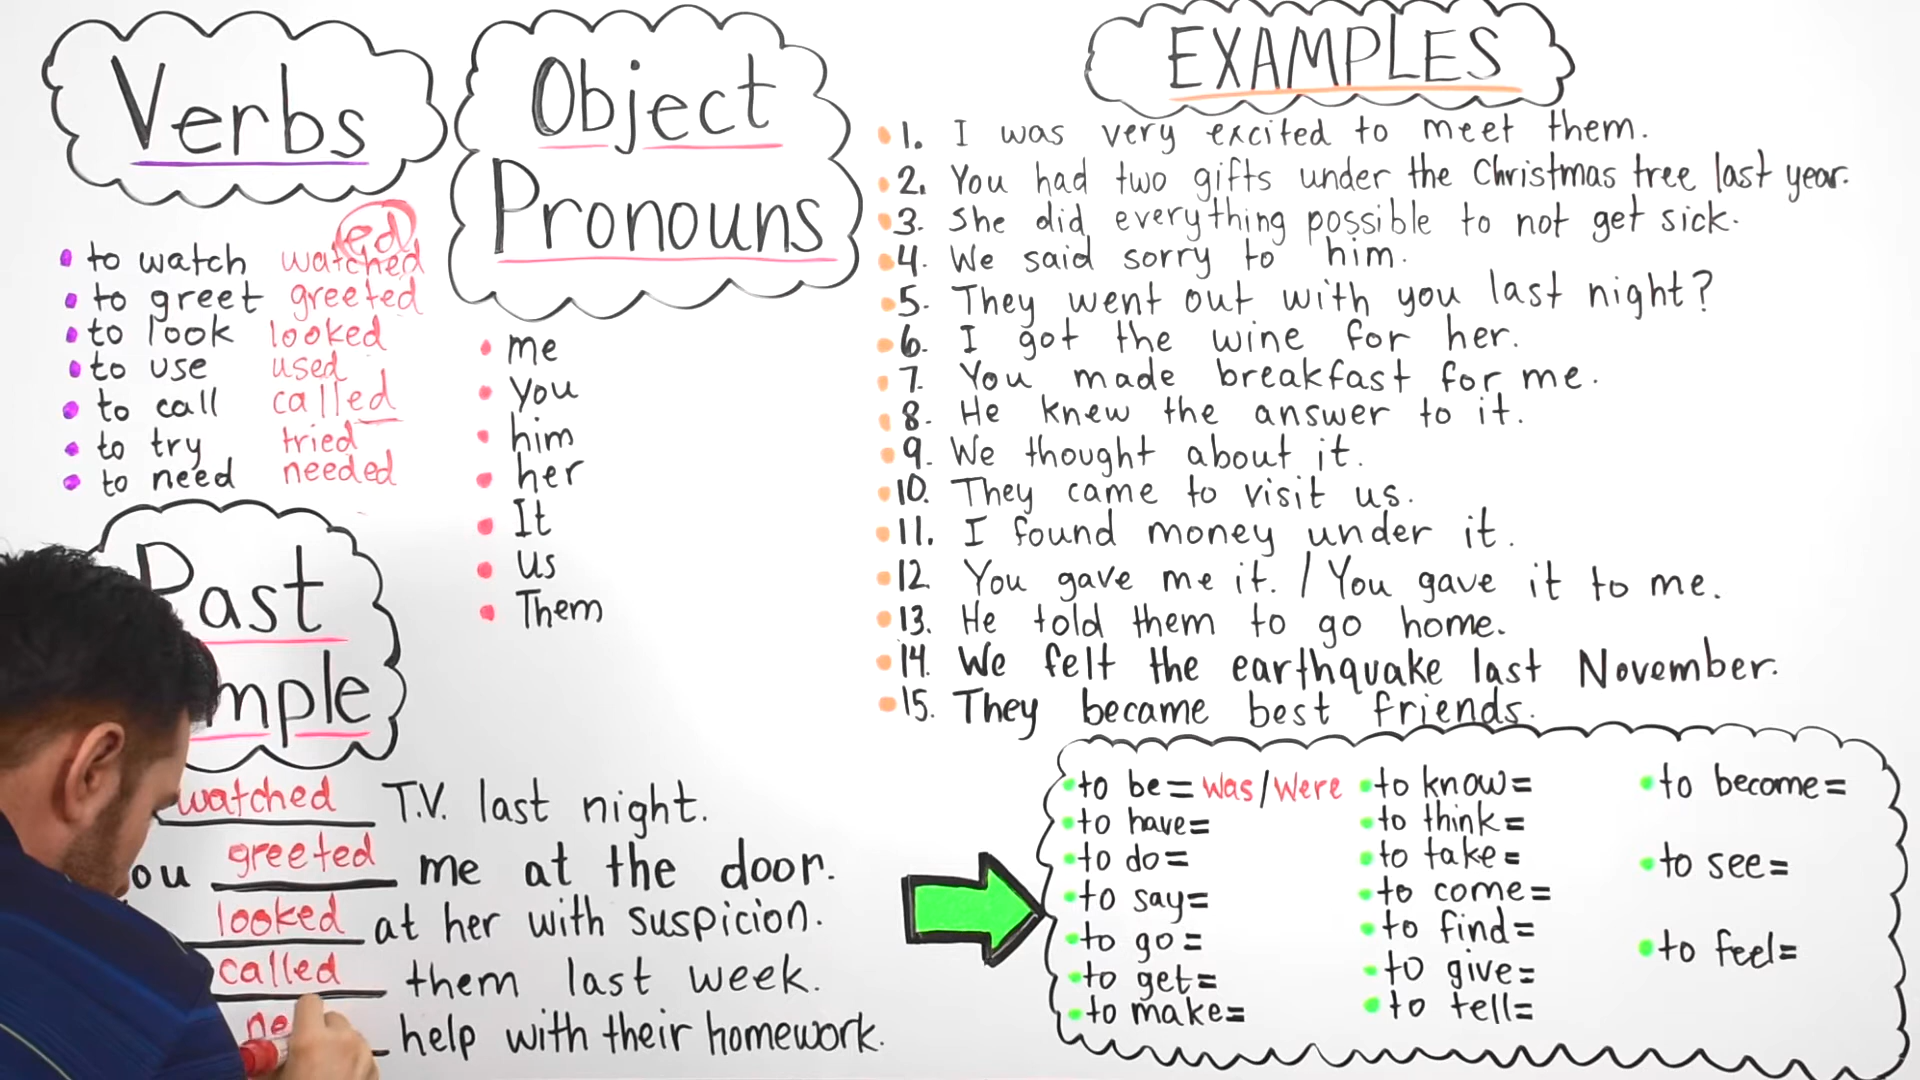 Verbs
ed
to watch watched
to greet greeted
to look looked
to use used
to call called
to try tried
to need needed
Object
Pronouns
me
you
him
her
It
us
Them
Past
mple
watched T.V. last night.
ou greeted me at the door.
looked at her with suspicion.
called them last week.
ne help with their homework.
EXAMPLES
1. I was very excited to meet them.
2. You had two gifts under the Christmas tree last year.
3. She did everything possible to not get sick.
4. We said sorry to him.
5. They went out with you last night?
6. I got the wine for her.
7. You made breakfast for me.
8. He knew the answer to it.
9. We thought about it.
10. They came to visit us.
11. I found money under it.
12. You gave me it. / You gave it to me.
13. He told them to go home.
14. We felt the earthquake last November.
15. They became best friends.
to be = was/were
to have=
to do=
to say=
to go=
to get=
to make=
to know=
to think=
to take=
to come=
to find=
to give=
to tell=
to become=
to see=
to feel=